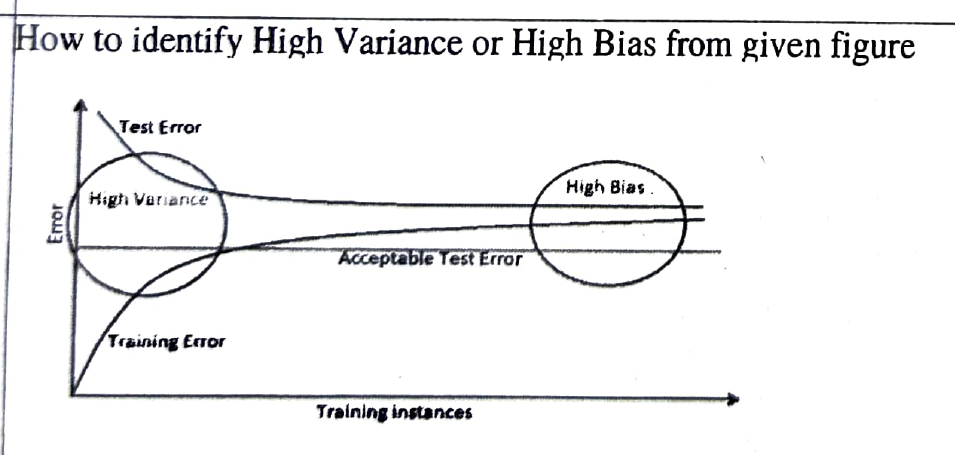 How to identify High Variance or High Bias from given figure
Test Error
High Variance
High Bias.
Error
Acceptable Test Error
Training Error
Training instances